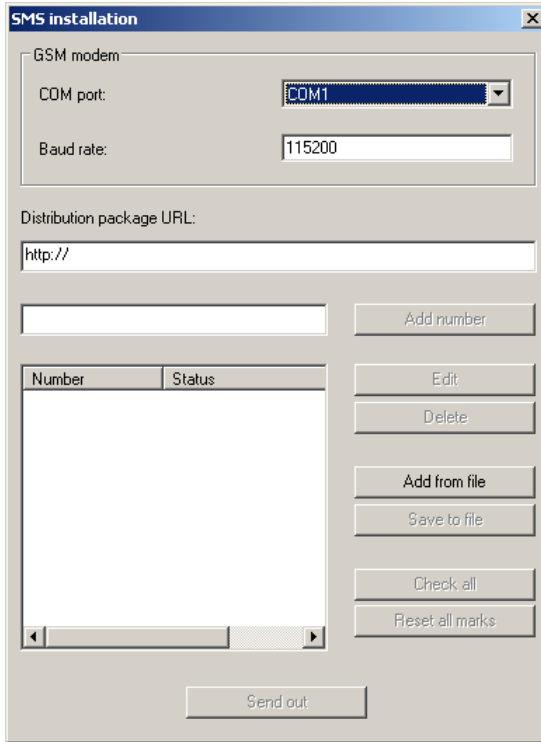 SMS installation
GSM modem
COM port:
COM1
Baud rate:
115200
Distribution package URL:
http://
Add number
Number Status
Edit
Delete
Add from file
Save to file
Check all
Reset all marks
Send out